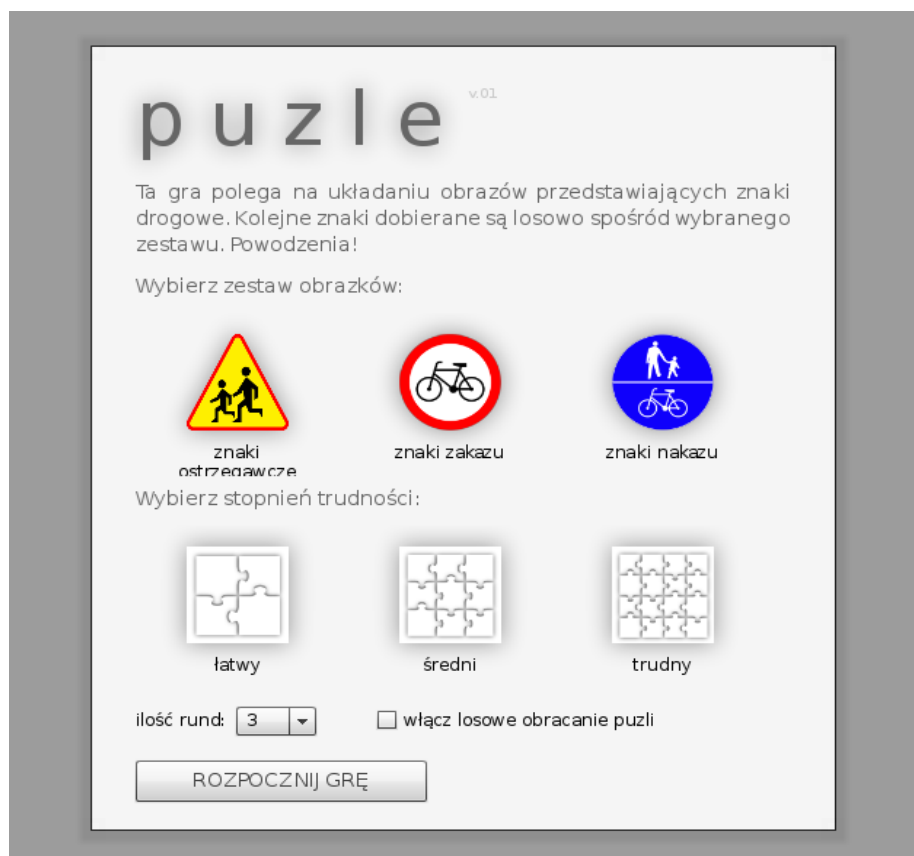 puzle v.01
Ta gra polega na układaniu obrazów przedstawiających znaki
drogowe. Kolejne znaki dobierane są losowo spośród wybranego
zestawu. Powodzenia!
Wybierz zestaw obrazków:
znaki ostrzegawcze
znaki zakazu
znaki nakazu
Wybierz stopnień trudności:
łatwy
średni
trudny
ilość rund: 3
włącz losowe obracanie puzli
ROZPOCZNIJ GRĘ